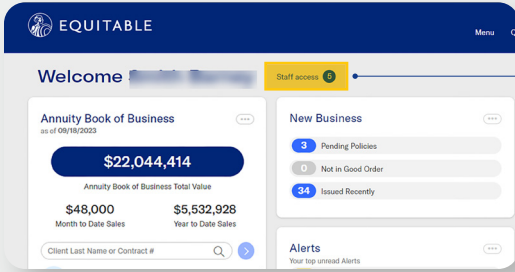 EQUITABLE
Menu
Welcome
Staff access 5
Annuity Book of Business
as of 09/18/2023
$22,044,414
Annuity Book of Business Total Value
$48,000
Month to Date Sales
$5,532,928
Year to Date Sales
Client Last Name or Contract #
New Business
3 Pending Policies
0 Not in Good Order
34 Issued Recently
Alerts
Your top unread Alerts